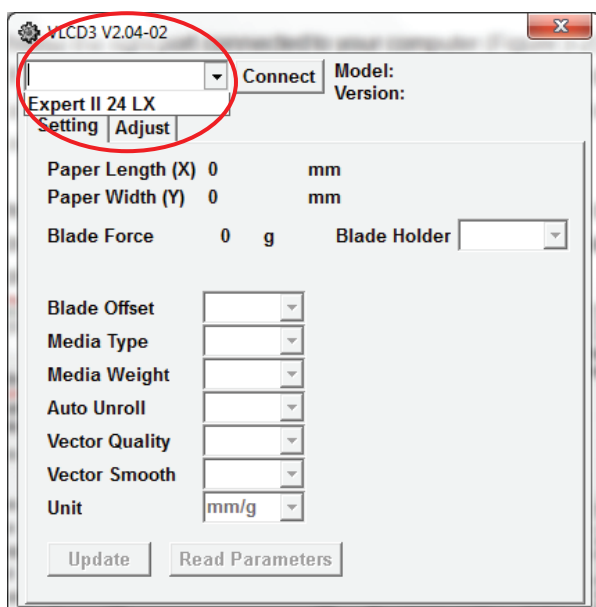 VLCD3 V2.04-02
Connect
Model:
Version:
Expert II 24 LX
Setting
Adjust
Paper Length (X) 0 mm
Paper Width (Y) 0 mm
Blade Force 0 g Blade Holder
Blade Offset
Media Type
Media Weight
Auto Unroll
Vector Quality
Vector Smooth
Unit mm/g
Update
Read Parameters